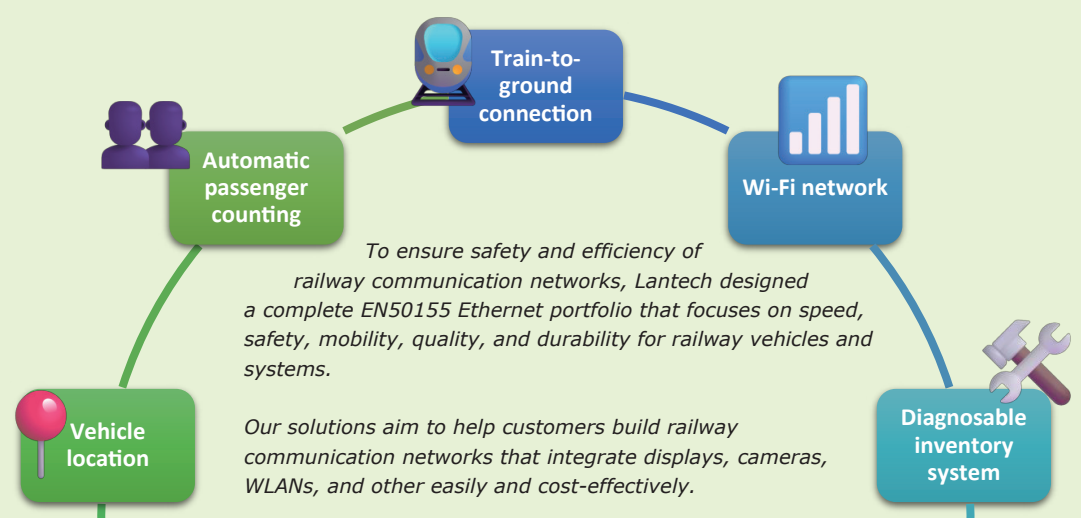 Train-to-
ground
connection
Automatic
passenger
counting
Wi-Fi network
To ensure safety and efficiency of
railway communication networks, Lantech designed
a complete EN50155 Ethernet portfolio that focuses on speed,
safety, mobility, quality, and durability for railway vehicles and
systems.
Vehicle
location
Our solutions aim to help customers build railway
communication networks that integrate displays, cameras,
WLANs, and other easily and cost-effectively.
Diagnosable
inventory
system